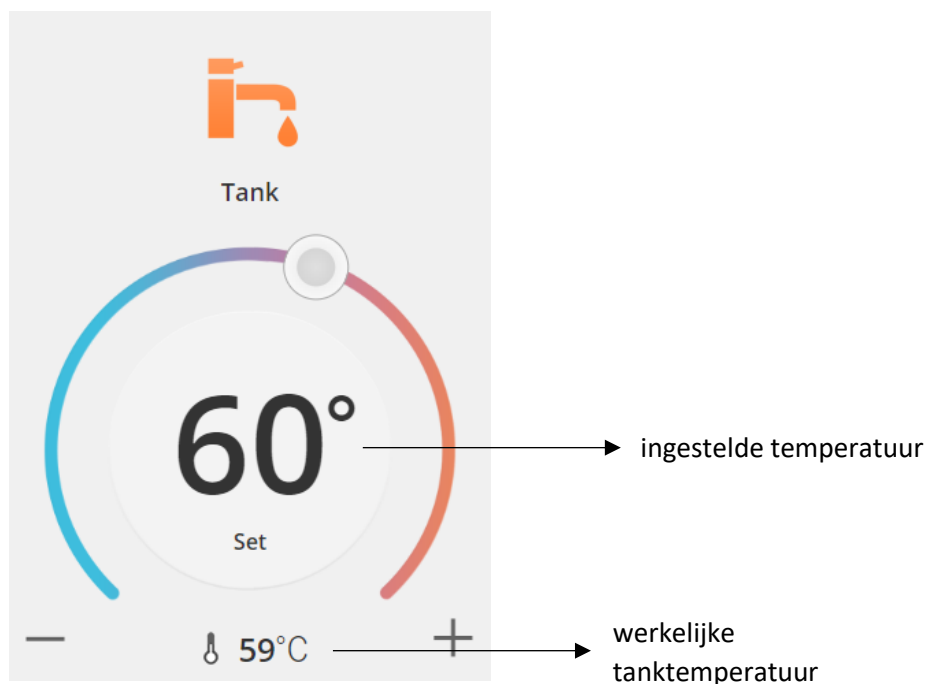 Tank
60°
ingestelde temperatuur
Set
59°C
werkelijke
tanktemperatuur